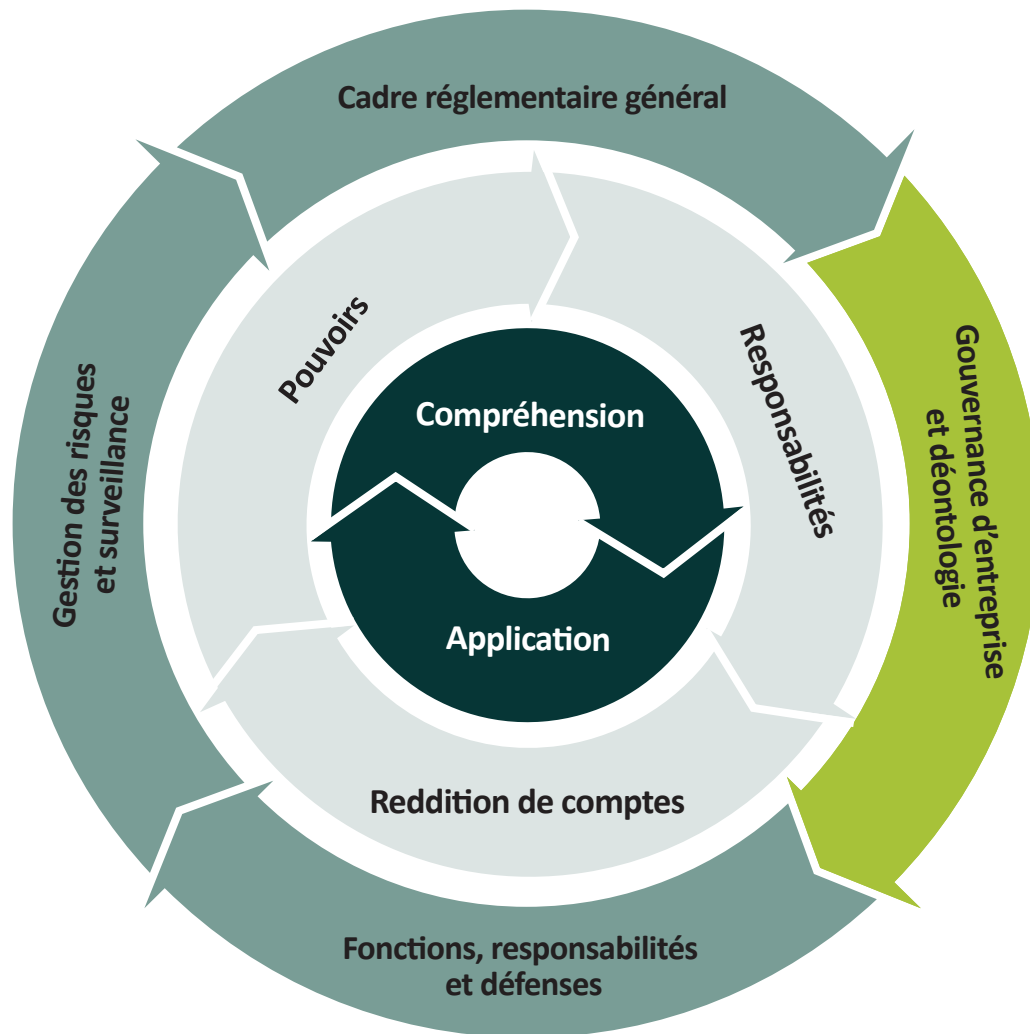 Cadre réglementaire général
Gouvernance d’entreprise
et déontologie
Fonctions, responsabilités
et défenses
Gestion des risques
et surveillance
Pouvoirs
Responsabilités
Reddition de comptes
Compréhension
Application